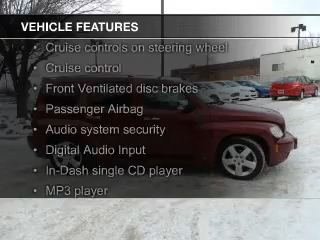 VEHICLE FEATURES
• Cruise controls on steering wheel
Cruise control
• Front Ventilated disc brakes
• Passenger Airbag
• Audio system security
• Digital Audio Input
• In-Dash single CD player
• MP3 player